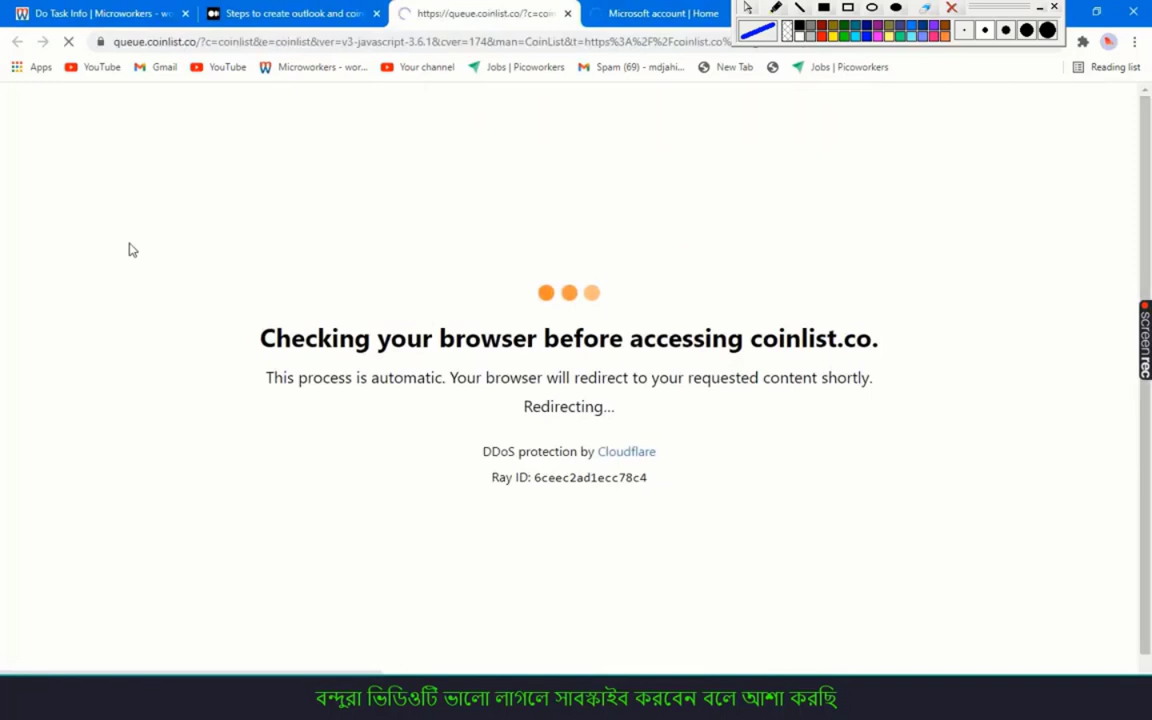 Do Task Info | Microworkers - wo
Steps to create outlook and coin
https://queue.coinlist.co/?c=coin
Microsoft account | Home
queue.coinlist.co/?c=coinlist&e=coinlist&ver=v3-javascript-3.6.1&cver=174&man=CoinList&t=https%3A%2F%2Fcoinlist.co%
Apps
YouTube
Gmail
YouTube
Microworkers - wor...
Your channel
Jobs | Picoworkers
Spam (69) - mdjahi...
New Tab
Jobs | Picoworkers
Reading list
Checking your browser before accessing coinlist.co.
This process is automatic. Your browser will redirect to your requested content shortly.
Redirecting...
DDoS protection by Cloudflare
Ray ID: 6ceec2ad1ecc78c4
screenrec
বন্দুরা ভিডিওটি ভালো লাগলে সাবস্কাইব করবেন বলে আশা করছি